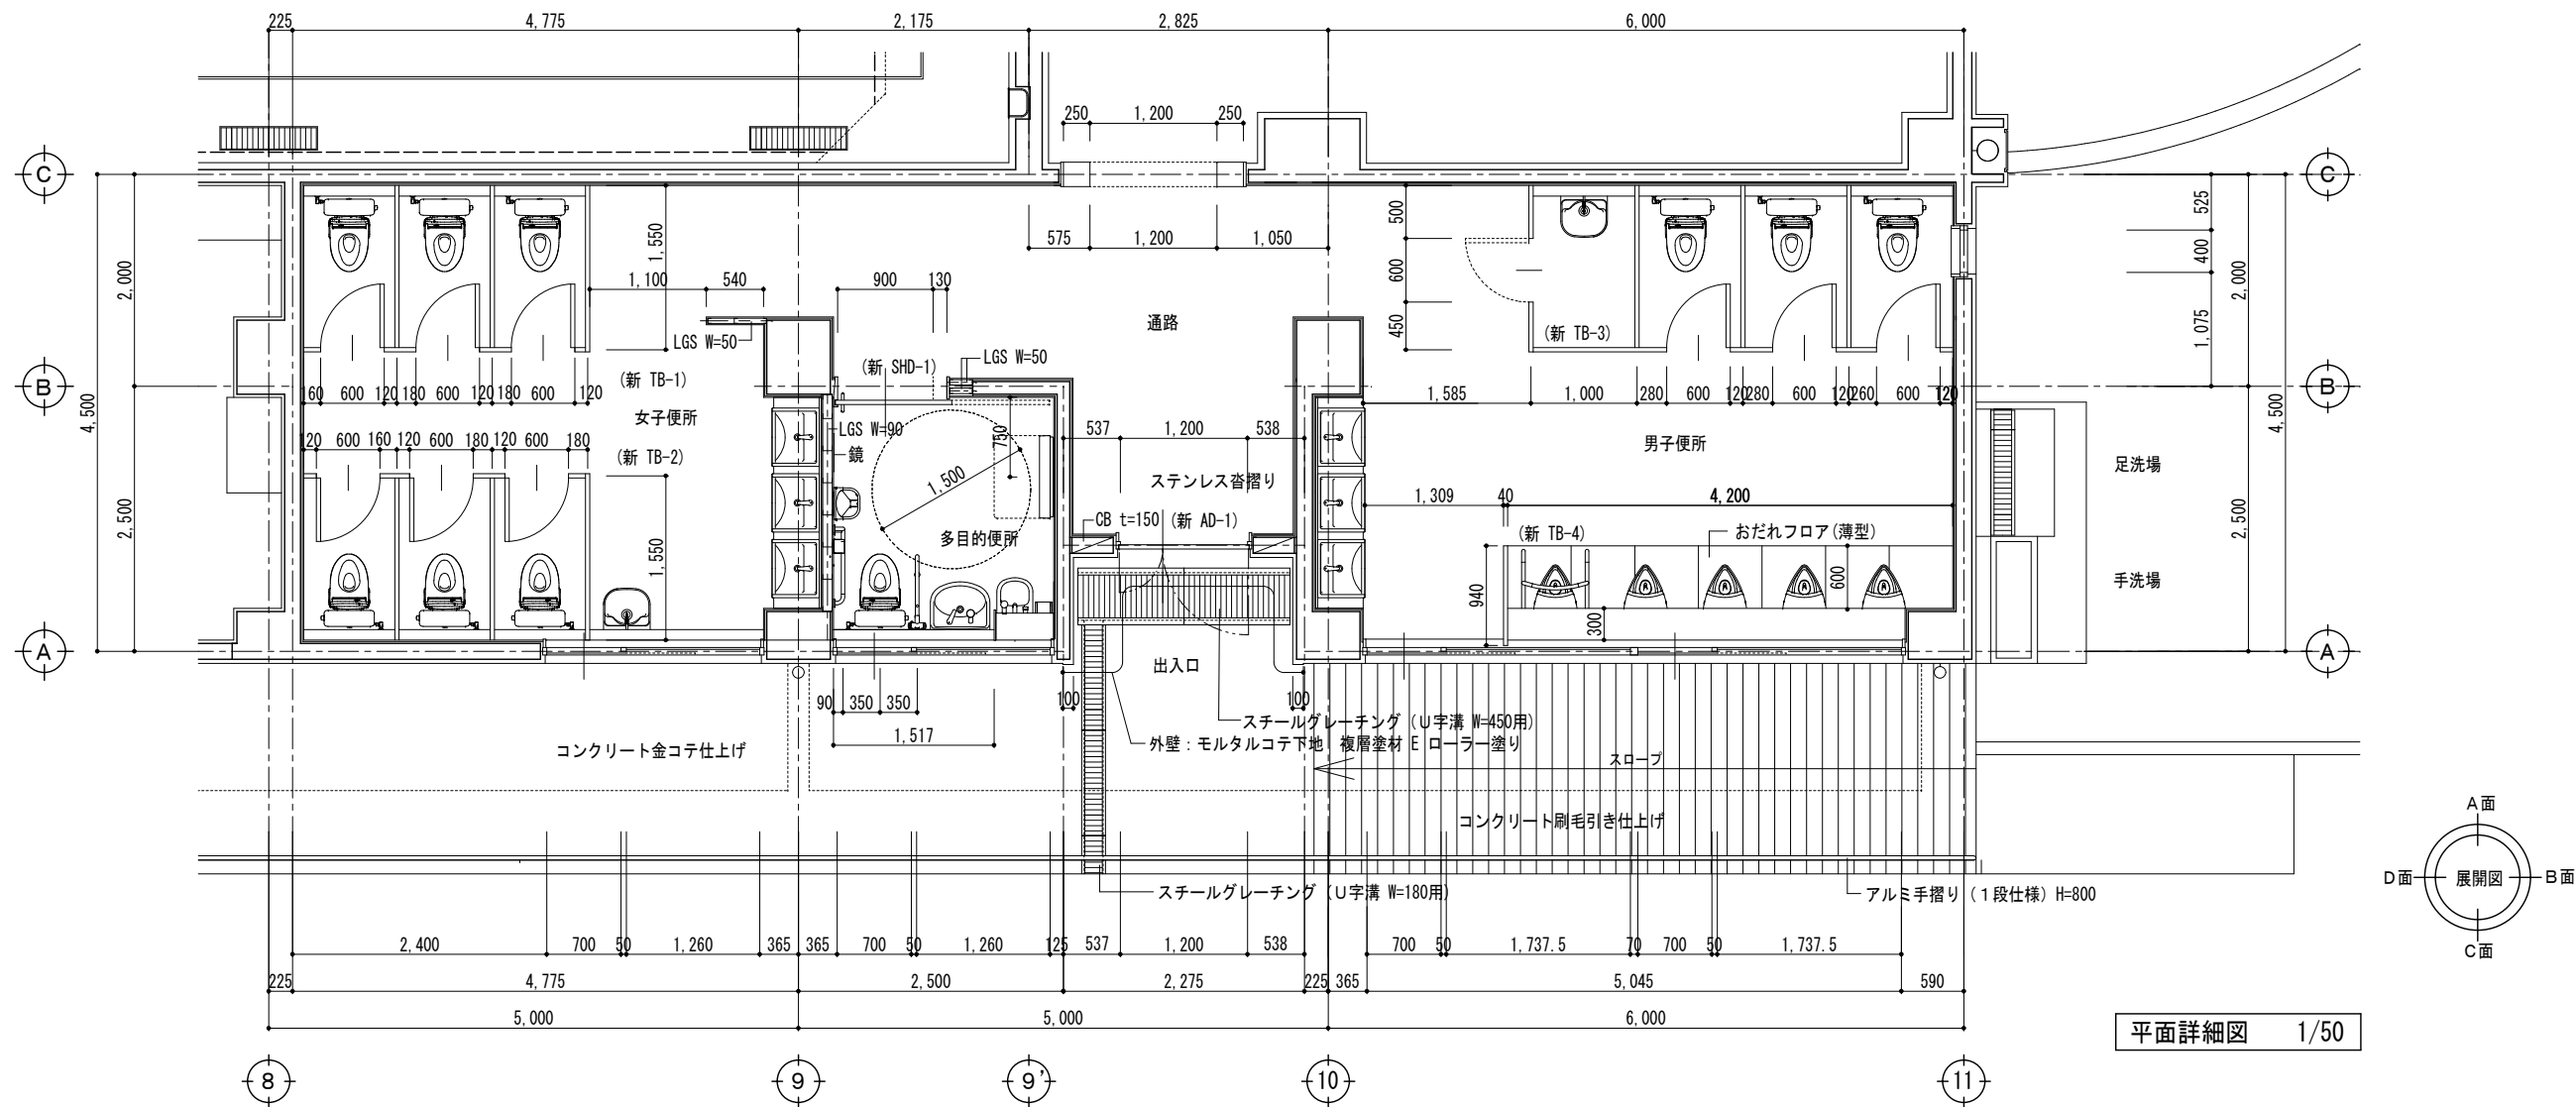 225 4,775 2,175 2,825 6,000
250 1,200 250
C C
575 1,200 1,050
500
600
450
525
400
1,075
2,000
2,500
4,500
2,000
2,500
4,500
1,550
1,100 540
900 130
通路
LGS W=50
(新 SHD-1)
LGS W=50
(新 TB-3)
B B
160 600 120 180 600 120 180 600 120
(新 TB-1)
女子便所
1,585 1,000 280 600 120 280 600 120 260 600 120
120 600 160 120 600 180 120 600 180
(新 TB-2)
LGS W=90
鏡
750
1,500
537 1,200 538
男子便所
足洗場
ステンレス沓摺り
1,309 40 4,200
CB t=150
(新 AD-1)
多目的便所
(新 TB-4)
おだれフロア(薄型)
1,550
940
600
300
手洗場
A A
出入口
90 350 350
100 100
1,517
スチールグレーチング (U字溝 W=450用)
外壁:モルタルコテ下地 複層塗材 E ローラー塗り
コンクリート金コテ仕上げ
スロープ
コンクリート刷毛引き仕上げ
スチールグレーチング (U字溝 W=180用)
アルミ手摺り (1段仕様) H=800
A面
D面 展開図 B面
C面
2,400 700 50 1,260 365 365 700 50 1,260 125 537 1,200 538 700 50 1,737.5 70 700 50 1,737.5
225 4,775 2,500 2,275 225 365 5,045 590
5,000 5,000 6,000
平面詳細図 1/50
8 9 9' 10 11